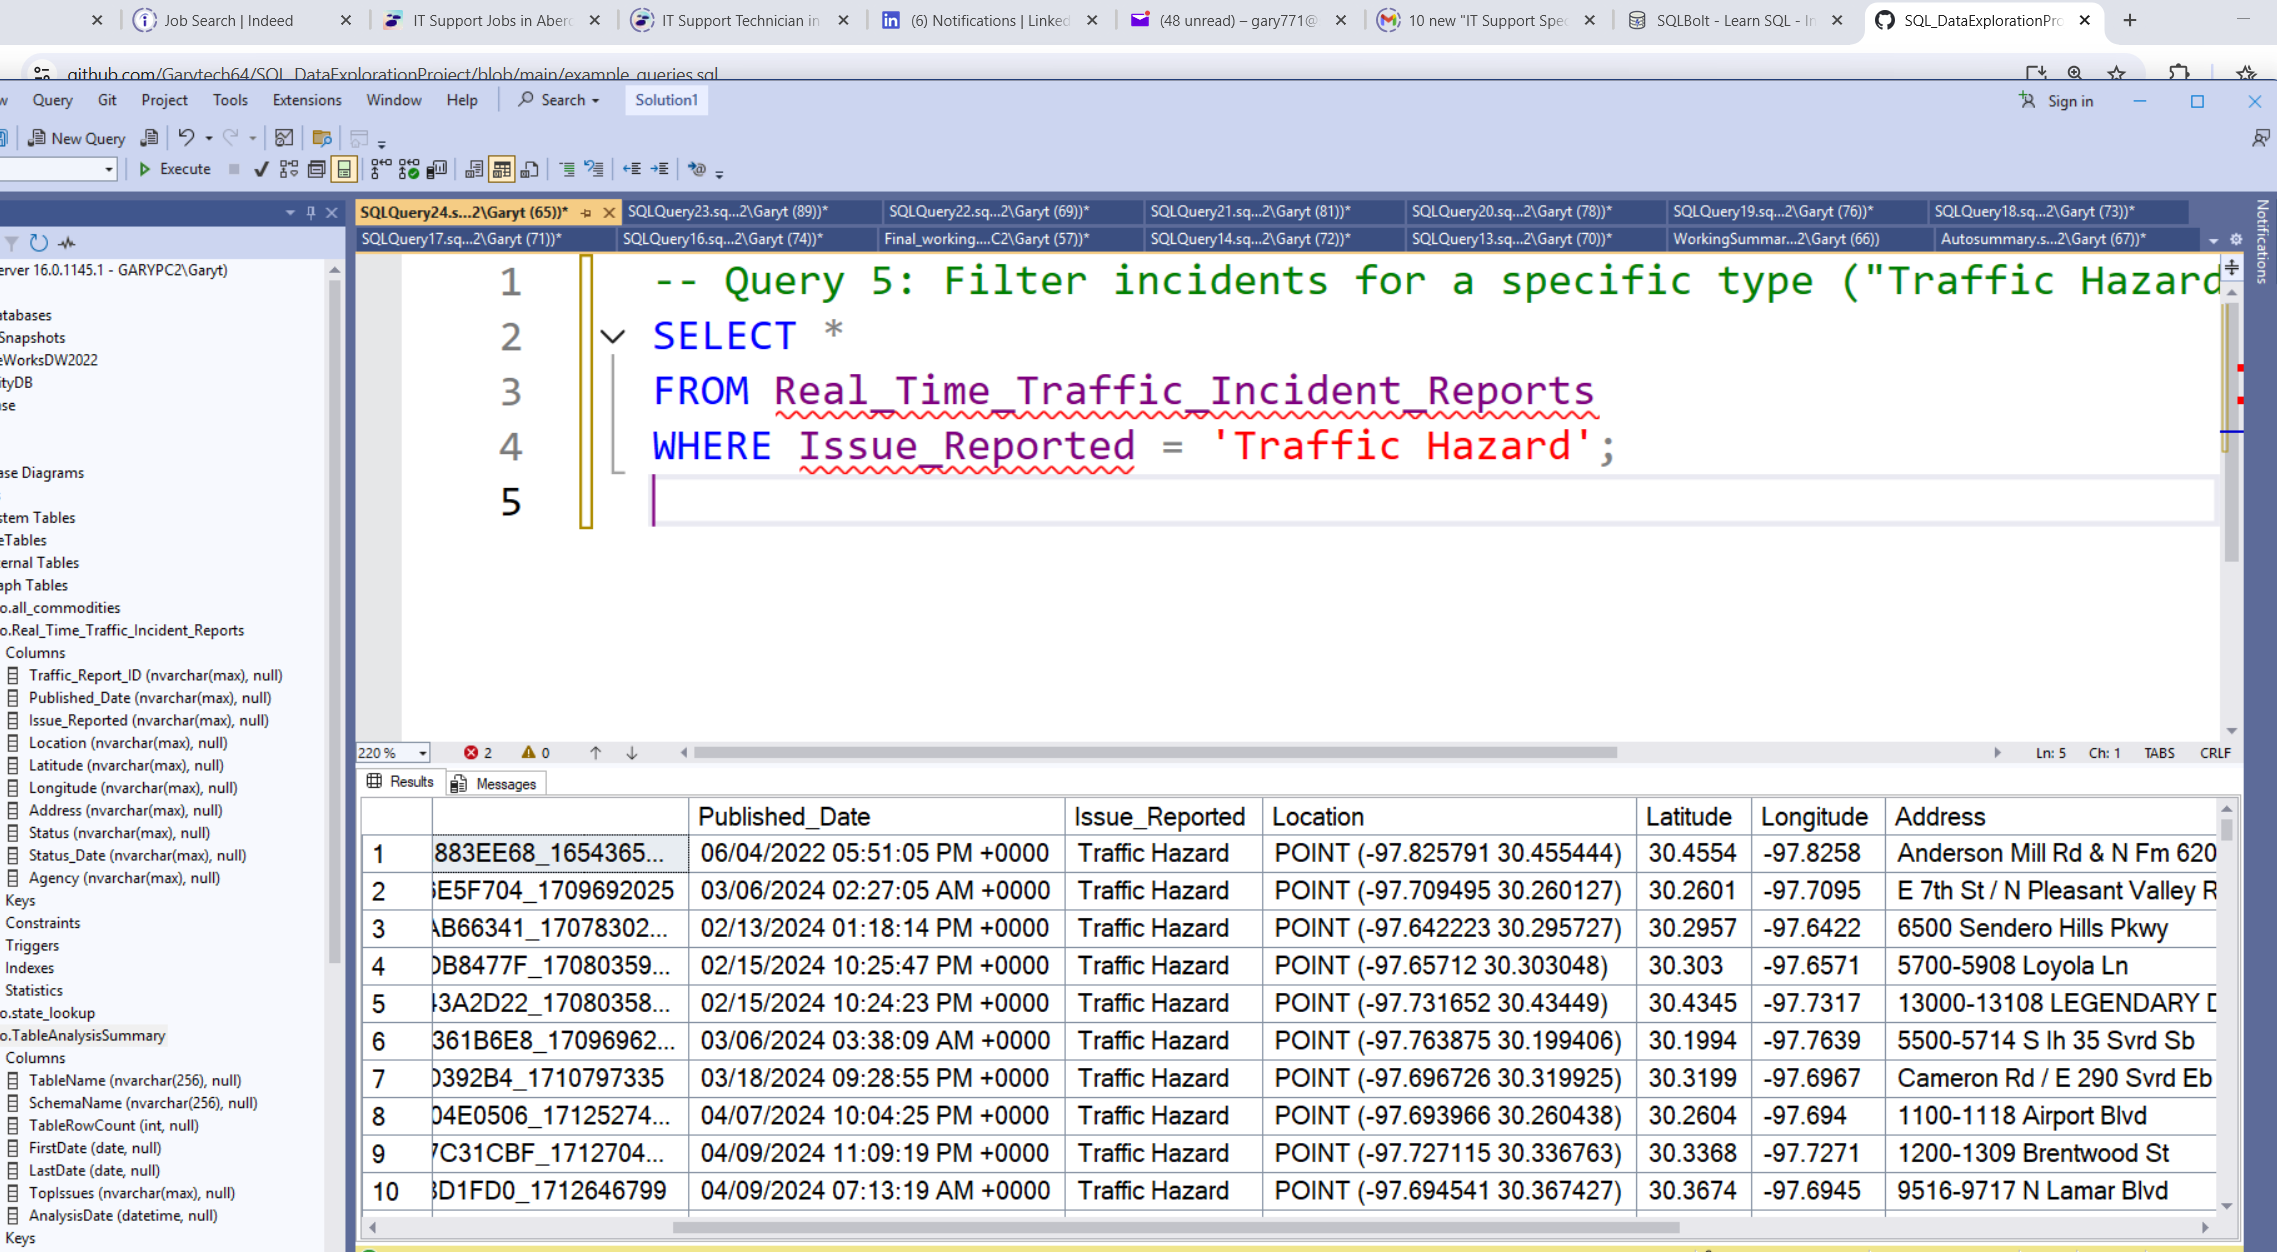 Job Search | Indeed
IT Support Jobs in Aberd
IT Support Technician in
(6) Notifications | Linked
(48 unread) – gary771@
10 new "IT Support Spec
SQLBolt - Learn SQL - In
SQL_DataExplorationPro
github.com/Garytech64/SQL_DataExplorationProject/blob/main/example_queries.sql
w Query Git Project Tools Extensions Window Help Search Solution1 Sign in
New Query
Execute
SQLQuery24.s...2\Garyt (65))* SQLQuery23.sq...2\Garyt (89))* SQLQuery22.sq...2\Garyt (69))* SQLQuery21.sq...2\Garyt (81))* SQLQuery20.sq...2\Garyt (78))* SQLQuery19.sq...2\Garyt (76))* SQLQuery18.sq...2\Garyt (73))*
SQLQuery17.sq...2\Garyt (71))* SQLQuery16.sq...2\Garyt (74))* Final_working....C2\Garyt (57))* SQLQuery14.sq...2\Garyt (72))* SQLQuery13.sq...2\Garyt (70))* WorkingSummar...2\Garyt (66)) Autosummary.s...2\Garyt (67))*
Notifications
erver 16.0.1145.1 - GARYPC2\Garyt)
atabases
Snapshots
eWorksDW2022
ityDB
se
ase Diagrams
s
stem Tables
eTables
ernal Tables
aph Tables
o.all_commodities
o.Real_Time_Traffic_Incident_Reports
Columns
Traffic_Report_ID (nvarchar(max), null)
Published_Date (nvarchar(max), null)
Issue_Reported (nvarchar(max), null)
Location (nvarchar(max), null)
Latitude (nvarchar(max), null)
Longitude (nvarchar(max), null)
Address (nvarchar(max), null)
Status (nvarchar(max), null)
Status_Date (nvarchar(max), null)
Agency (nvarchar(max), null)
Keys
Constraints
Triggers
Indexes
Statistics
o.state_lookup
o.TableAnalysisSummary
Columns
TableName (nvarchar(256), null)
SchemaName (nvarchar(256), null)
TableRowCount (int, null)
FirstDate (date, null)
LastDate (date, null)
TopIssues (nvarchar(max), null)
AnalysisDate (datetime, null)
Keys
1 -- Query 5: Filter incidents for a specific type ("Traffic Hazard
2 SELECT *
3 FROM Real_Time_Traffic_Incident_Reports
4 WHERE Issue_Reported = 'Traffic Hazard';
5
220 % 2 0 Ln: 5 Ch: 1 TABS CRLF
Results Messages
Published_Date Issue_Reported Location Latitude Longitude Address
1 883EE68_1654365... 06/04/2022 05:51:05 PM +0000 Traffic Hazard POINT (-97.825791 30.455444) 30.4554 -97.8258 Anderson Mill Rd & N Fm 620
2 6E5F704_1709692025 03/06/2024 02:27:05 AM +0000 Traffic Hazard POINT (-97.709495 30.260127) 30.2601 -97.7095 E 7th St / N Pleasant Valley R
3 AB66341_17078302... 02/13/2024 01:18:14 PM +0000 Traffic Hazard POINT (-97.642223 30.295727) 30.2957 -97.6422 6500 Sendero Hills Pkwy
4 DB8477F_17080359... 02/15/2024 10:25:47 PM +0000 Traffic Hazard POINT (-97.65712 30.303048) 30.303 -97.6571 5700-5908 Loyola Ln
5 43A2D22_17080358... 02/15/2024 10:24:23 PM +0000 Traffic Hazard POINT (-97.731652 30.43449) 30.4345 -97.7317 13000-13108 LEGENDARY D
6 361B6E8_17096962... 03/06/2024 03:38:09 AM +0000 Traffic Hazard POINT (-97.763875 30.199406) 30.1994 -97.7639 5500-5714 S Ih 35 Svrd Sb
7 D392B4_1710797335 03/18/2024 09:28:55 PM +0000 Traffic Hazard POINT (-97.696726 30.319925) 30.3199 -97.6967 Cameron Rd / E 290 Svrd Eb
8 04E0506_17125274... 04/07/2024 10:04:25 PM +0000 Traffic Hazard POINT (-97.693966 30.260438) 30.2604 -97.694 1100-1118 Airport Blvd
9 7C31CBF_1712704... 04/09/2024 11:09:19 PM +0000 Traffic Hazard POINT (-97.727115 30.336763) 30.3368 -97.7271 1200-1309 Brentwood St
10 3D1FD0_1712646799 04/09/2024 07:13:19 AM +0000 Traffic Hazard POINT (-97.694541 30.367427) 30.3674 -97.6945 9516-9717 N Lamar Blvd